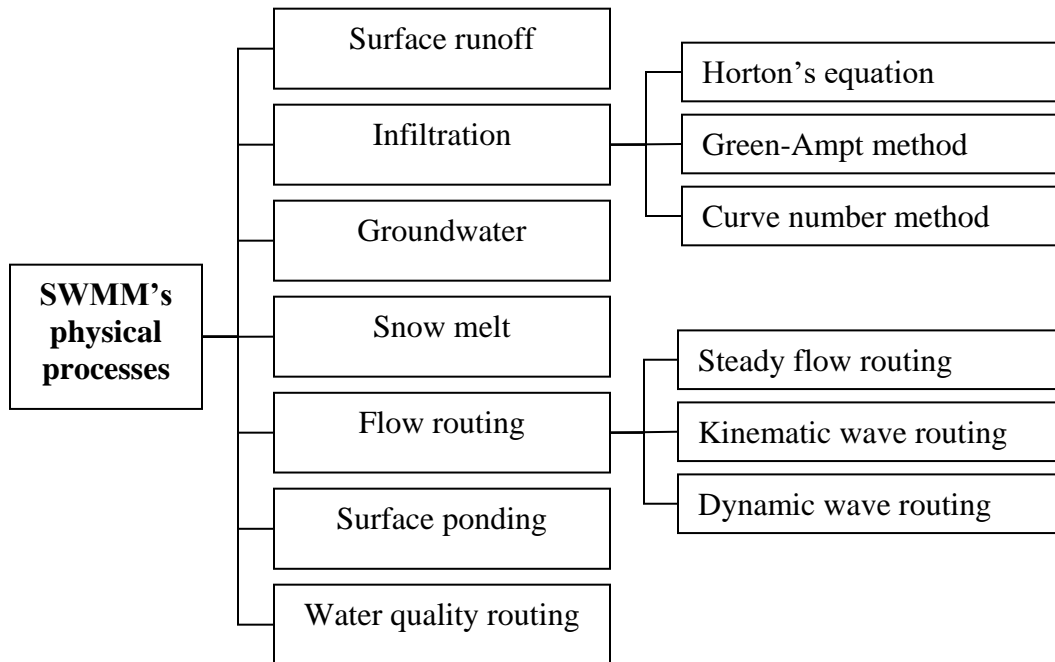 SWMM’s
physical
processes
Surface runoff
Infiltration
Groundwater
Snow melt
Flow routing
Surface ponding
Water quality routing
Horton’s equation
Green-Ampt method
Curve number method
Steady flow routing
Kinematic wave routing
Dynamic wave routing